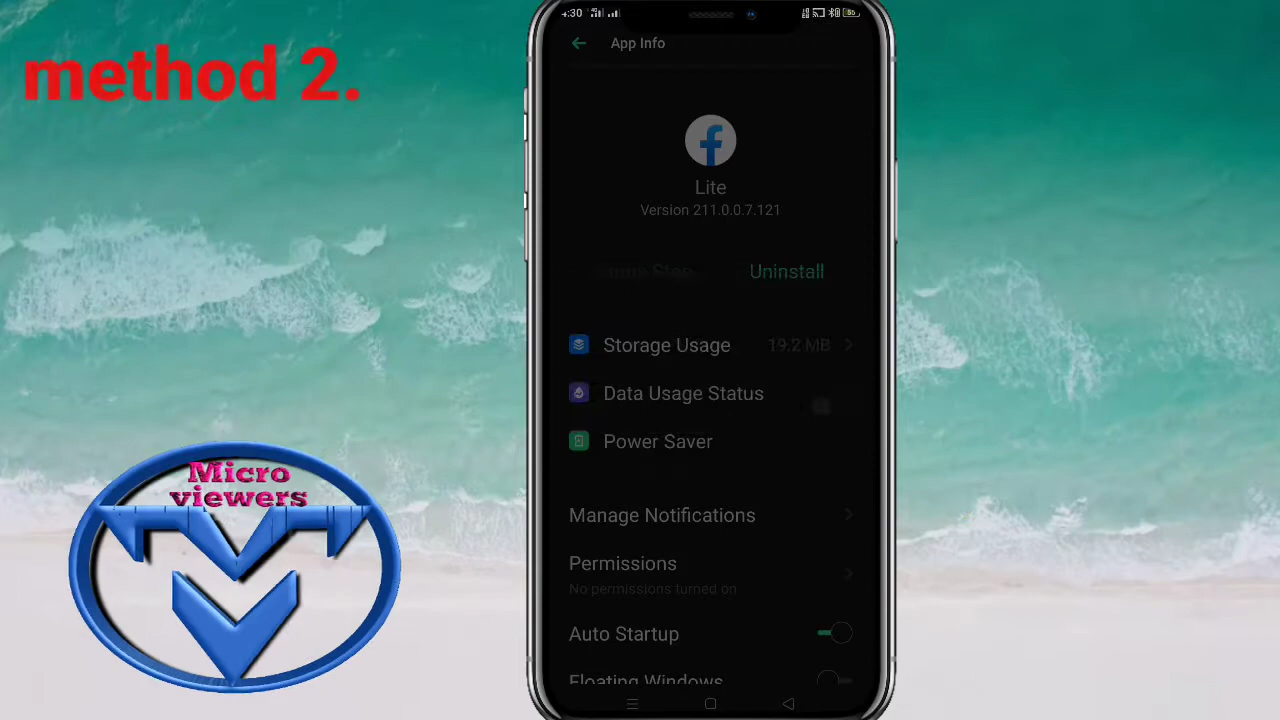 method 2.
4:30
App Info
Lite
Version 211.0.0.7.121
Uninstall
Storage Usage 19.2 MB
Data Usage Status
Power Saver
Manage Notifications
Permissions
No permissions turned on
Auto Startup
Floating Windows
Micro
viewers